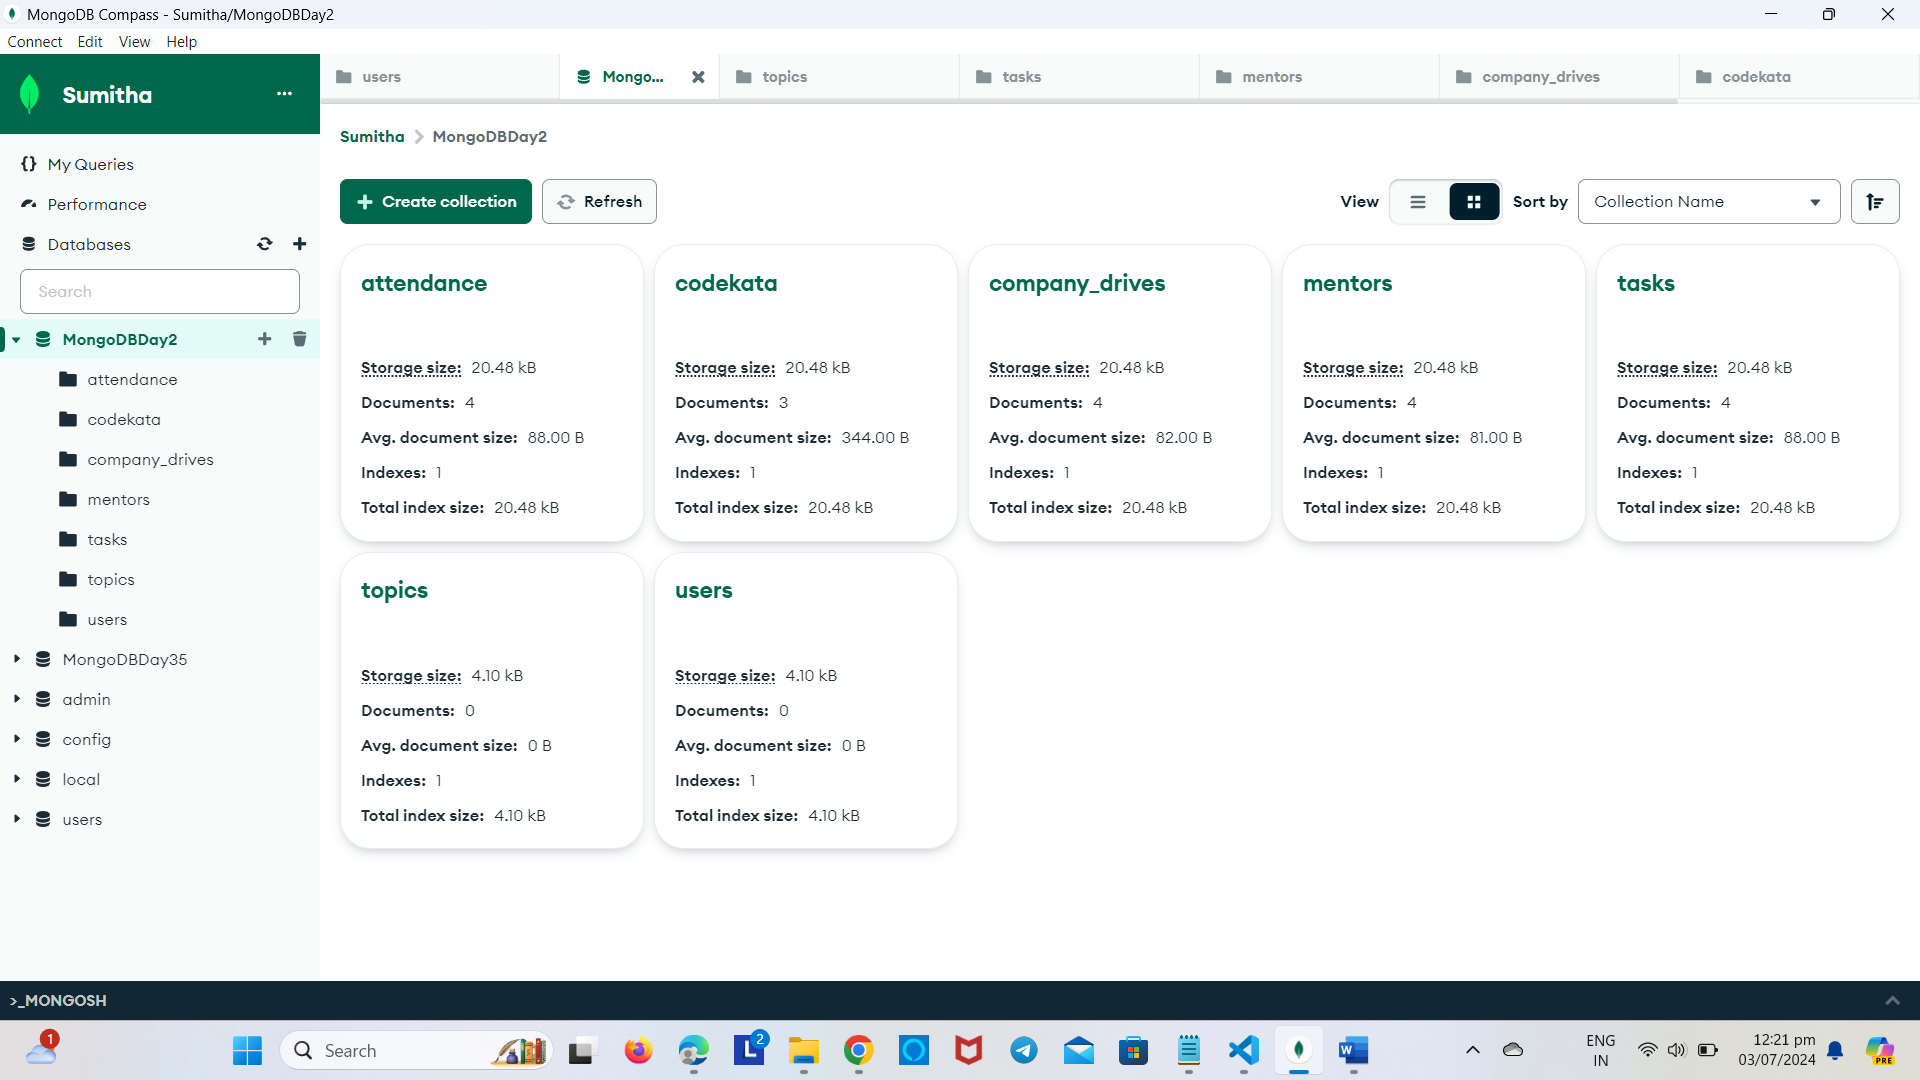 MongoDB Compass - Sumitha/MongoDBDay2
Connect Edit View Help
Sumitha
users
Mongo...
topics
tasks
mentors
company_drives
codekata
My Queries
Performance
Databases
Search
MongoDBDay2
attendance
codekata
company_drives
mentors
tasks
topics
users
MongoDBDay35
admin
config
local
users
Sumitha > MongoDBDay2
Create collection
Refresh
View
Sort by
Collection Name
attendance
Storage size: 20.48 kB
Documents: 4
Avg. document size: 88.00 B
Indexes: 1
Total index size: 20.48 kB
codekata
Storage size: 20.48 kB
Documents: 3
Avg. document size: 344.00 B
Indexes: 1
Total index size: 20.48 kB
company_drives
Storage size: 20.48 kB
Documents: 4
Avg. document size: 82.00 B
Indexes: 1
Total index size: 20.48 kB
mentors
Storage size: 20.48 kB
Documents: 4
Avg. document size: 81.00 B
Indexes: 1
Total index size: 20.48 kB
tasks
Storage size: 20.48 kB
Documents: 4
Avg. document size: 88.00 B
Indexes: 1
Total index size: 20.48 kB
topics
Storage size: 4.10 kB
Documents: 0
Avg. document size: 0 B
Indexes: 1
Total index size: 4.10 kB
users
Storage size: 4.10 kB
Documents: 0
Avg. document size: 0 B
Indexes: 1
Total index size: 4.10 kB
>_MONGOSH
1
Search
L
2
W
ENG
IN
12:21 pm
03/07/2024
PRE